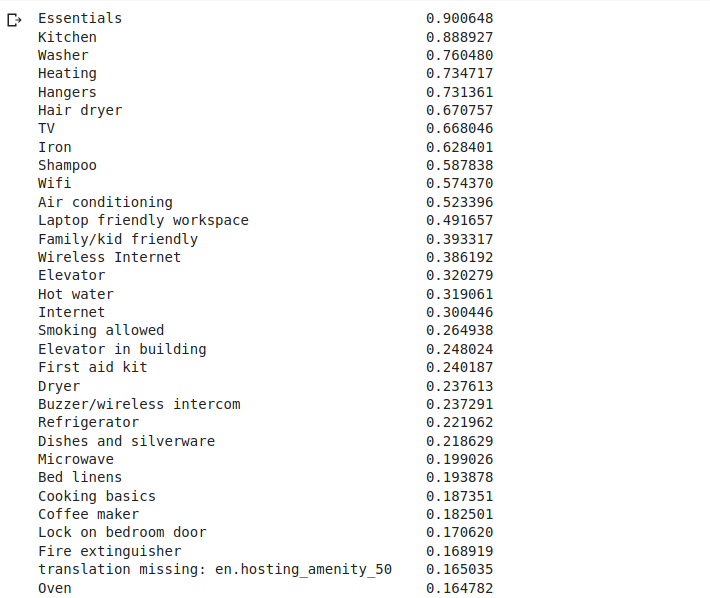 Essentials 0.900648
Kitchen 0.888927
Washer 0.760480
Heating 0.734717
Hangers 0.731361
Hair dryer 0.670757
TV 0.668046
Iron 0.628401
Shampoo 0.587838
Wifi 0.574370
Air conditioning 0.523396
Laptop friendly workspace 0.491657
Family/kid friendly 0.393317
Wireless Internet 0.386192
Elevator 0.320279
Hot water 0.319061
Internet 0.300446
Smoking allowed 0.264938
Elevator in building 0.248024
First aid kit 0.240187
Dryer 0.237613
Buzzer/wireless intercom 0.237291
Refrigerator 0.221962
Dishes and silverware 0.218629
Microwave 0.199026
Bed linens 0.193878
Cooking basics 0.187351
Coffee maker 0.182501
Lock on bedroom door 0.170620
Fire extinguisher 0.168919
translation missing: en.hosting_amenity_50 0.165035
Oven 0.164782